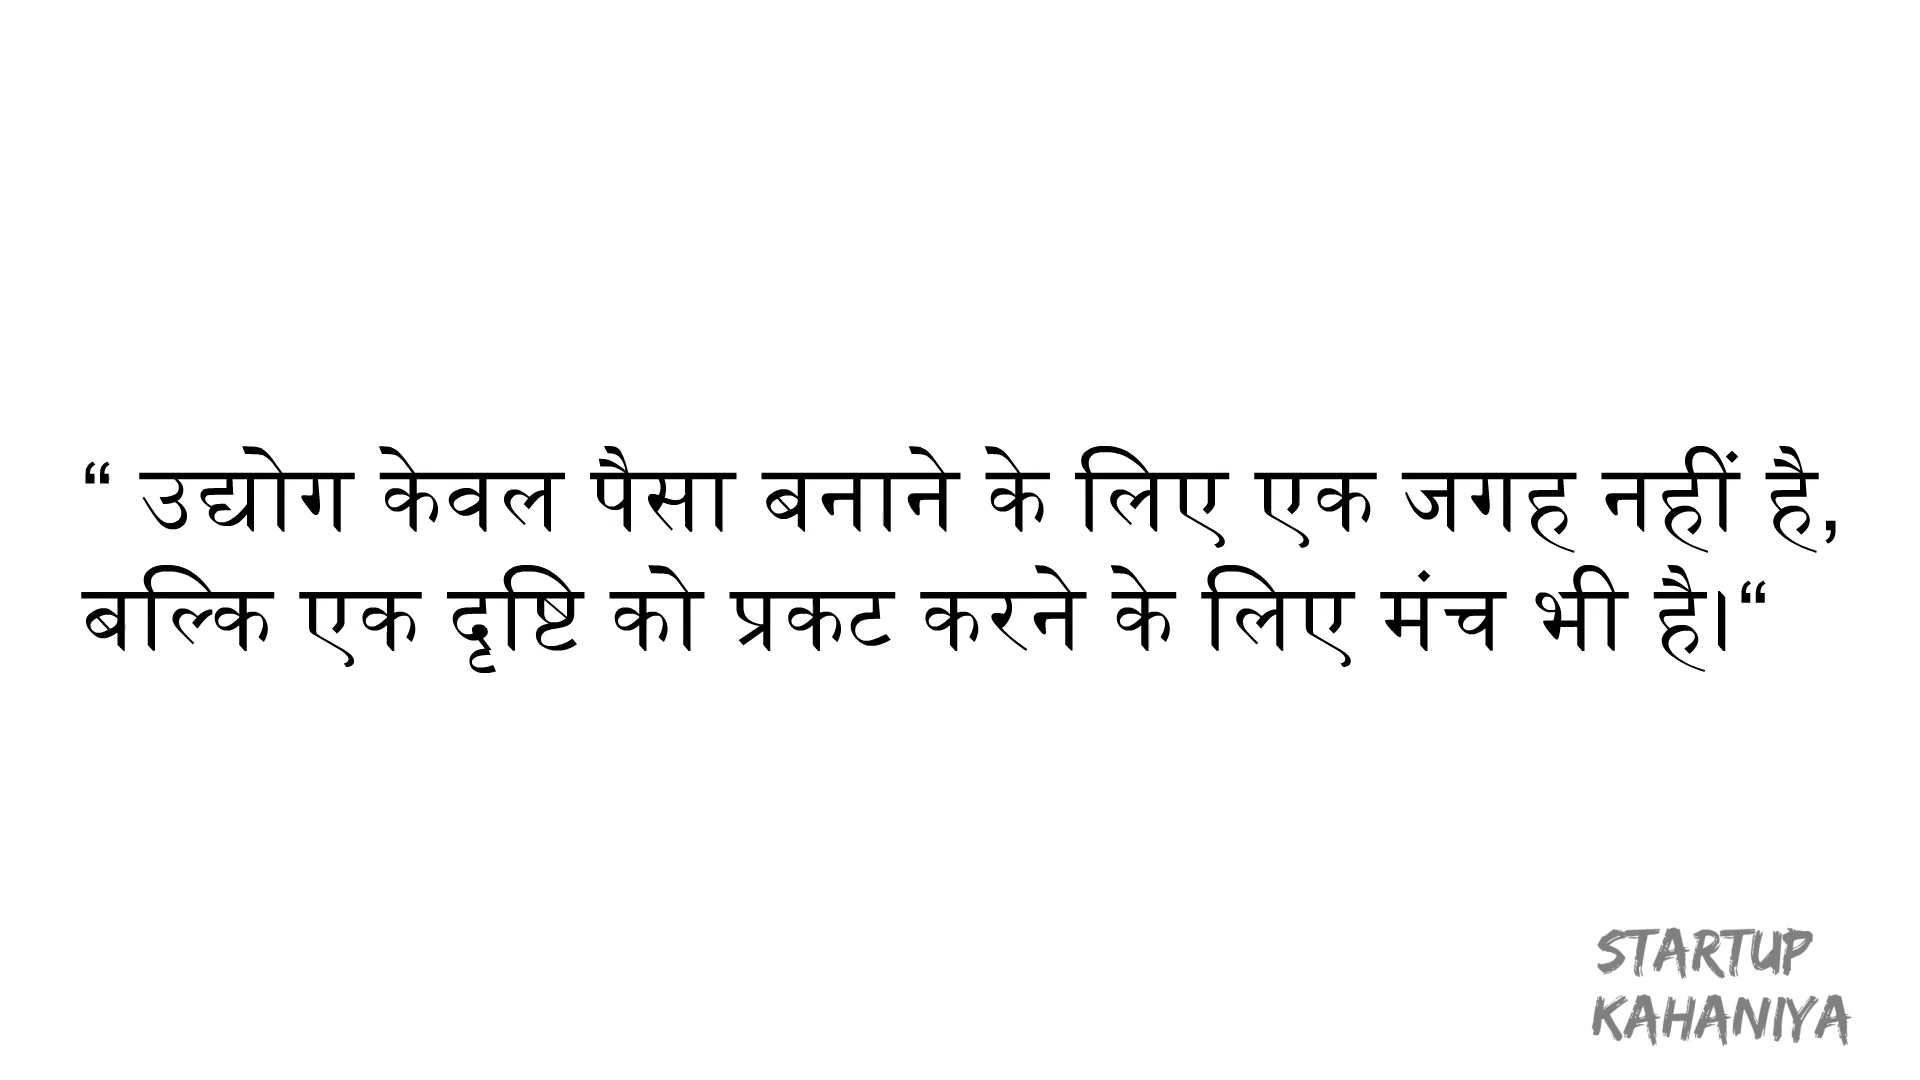 “ उद्योग केवल पैसा बनाने के लिए एक जगह नहीं है,
बल्कि एक दृष्टि को प्रकट करने के लिए मंच भी है।“
STARTUP
KAHANIYA